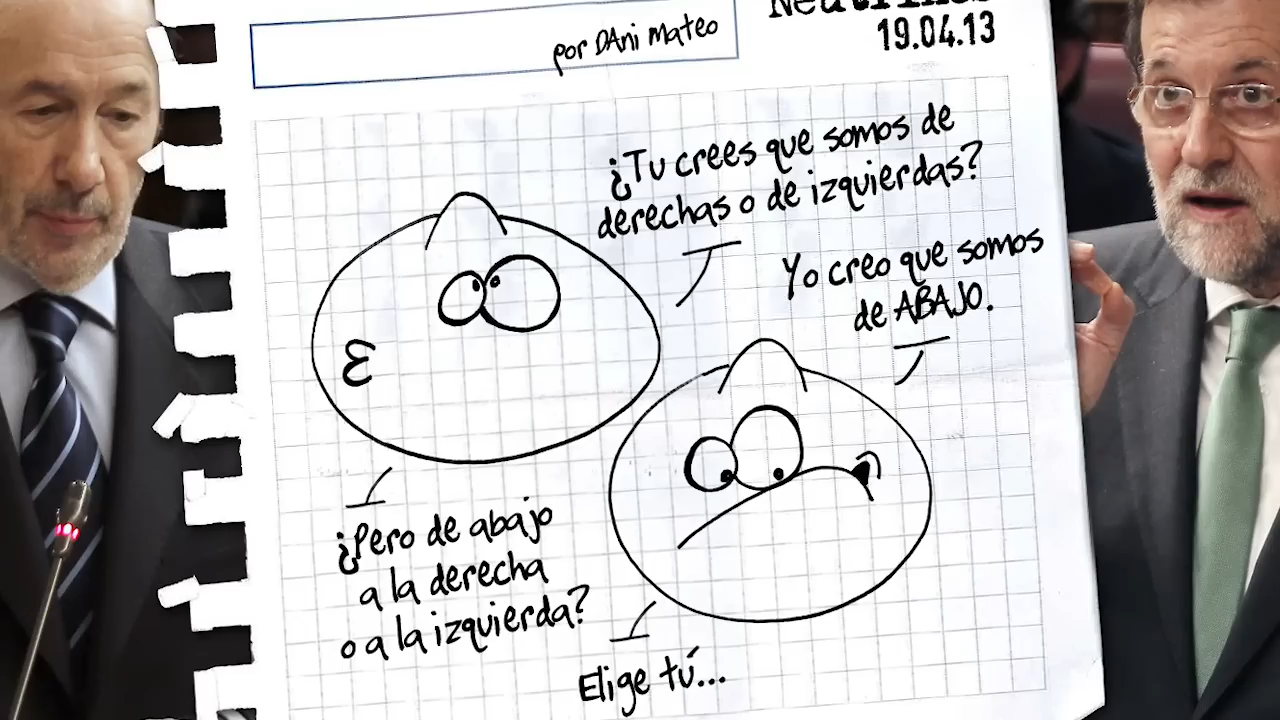 por DAni Mateo
Neutrinos
19.04.13
¿Tu crees que somos de
derechas o de izquierdas?
Yo creo que somos
de ABAJO.
¿Pero de abajo
a la derecha
o a la izquierda?
Elige tú...